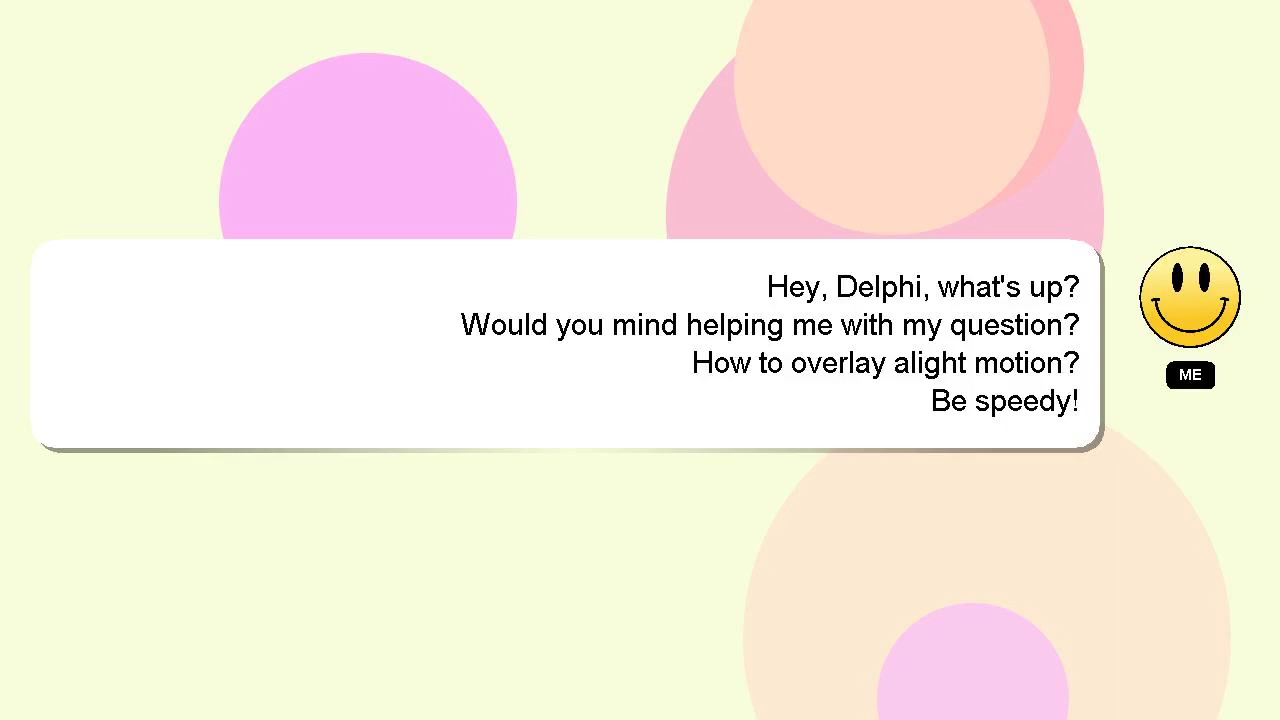 Hey, Delphi, what's up?
Would you mind helping me with my question?
How to overlay alight motion?
Be speedy!
ME